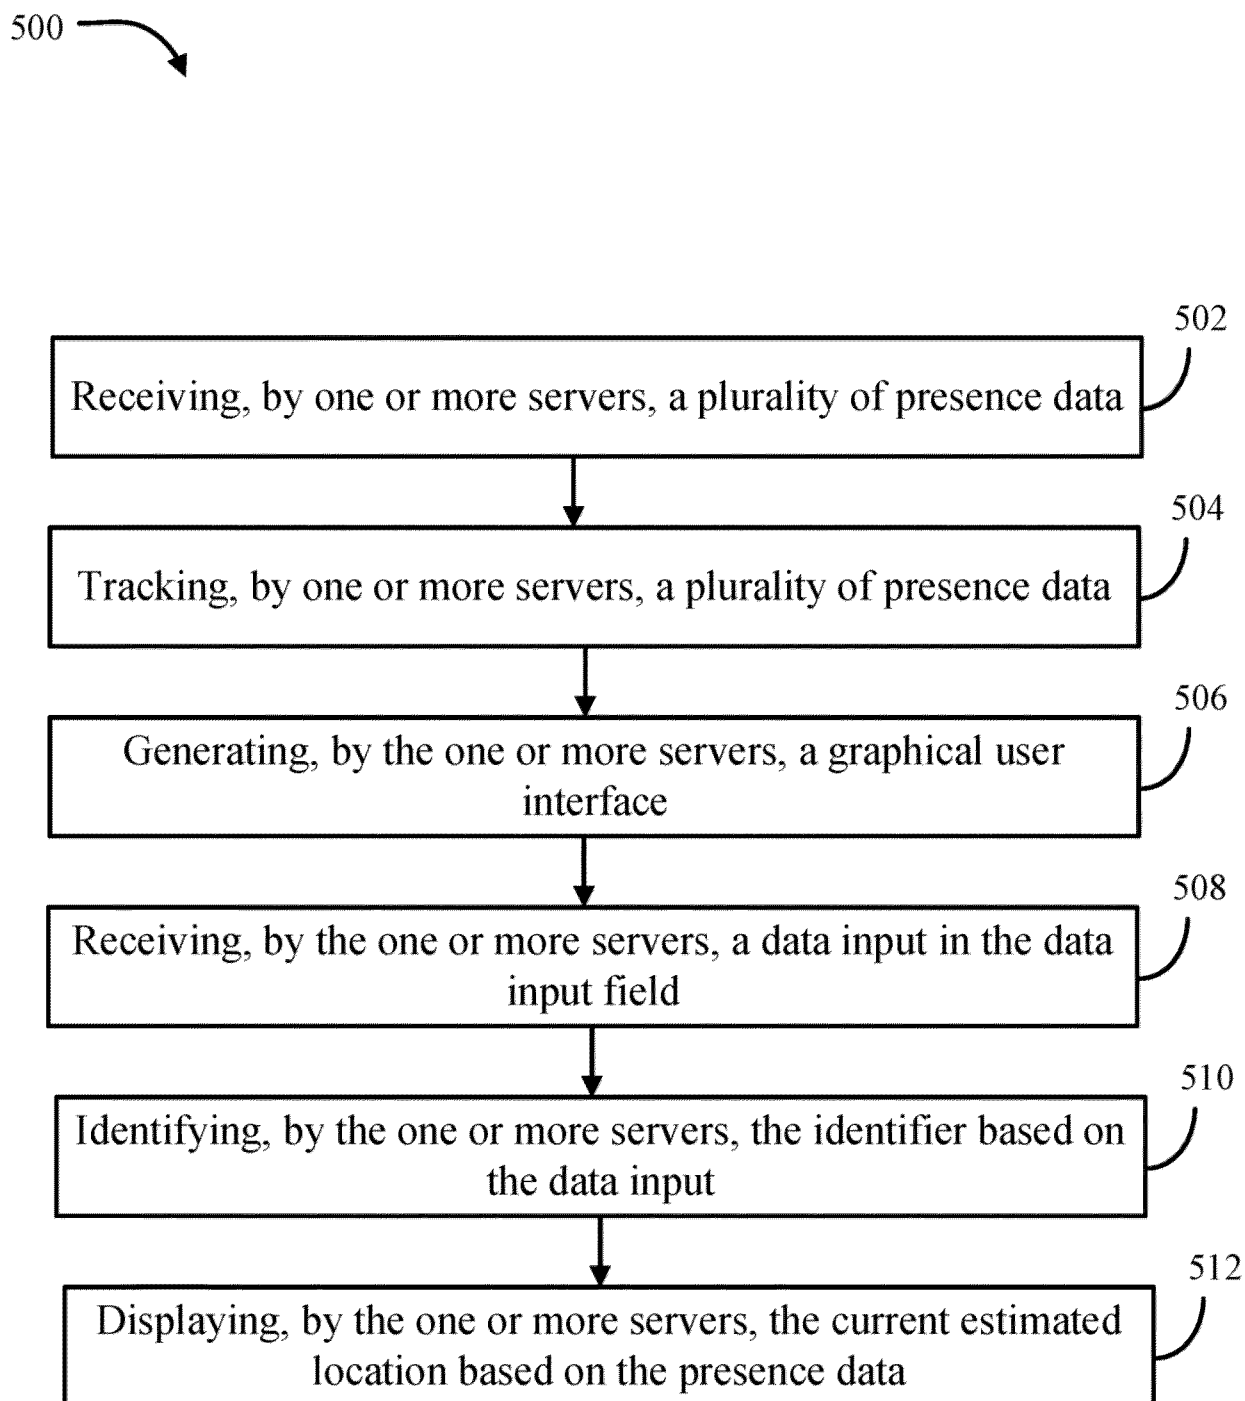 500
502
Receiving, by one or more servers, a plurality of presence data
504
Tracking, by one or more servers, a plurality of presence data
506
Generating, by the one or more servers, a graphical user
interface
508
Receiving, by the one or more servers, a data input in the data
input field
510
Identifying, by the one or more servers, the identifier based on
the data input
512
Displaying, by the one or more servers, the current estimated
location based on the presence data